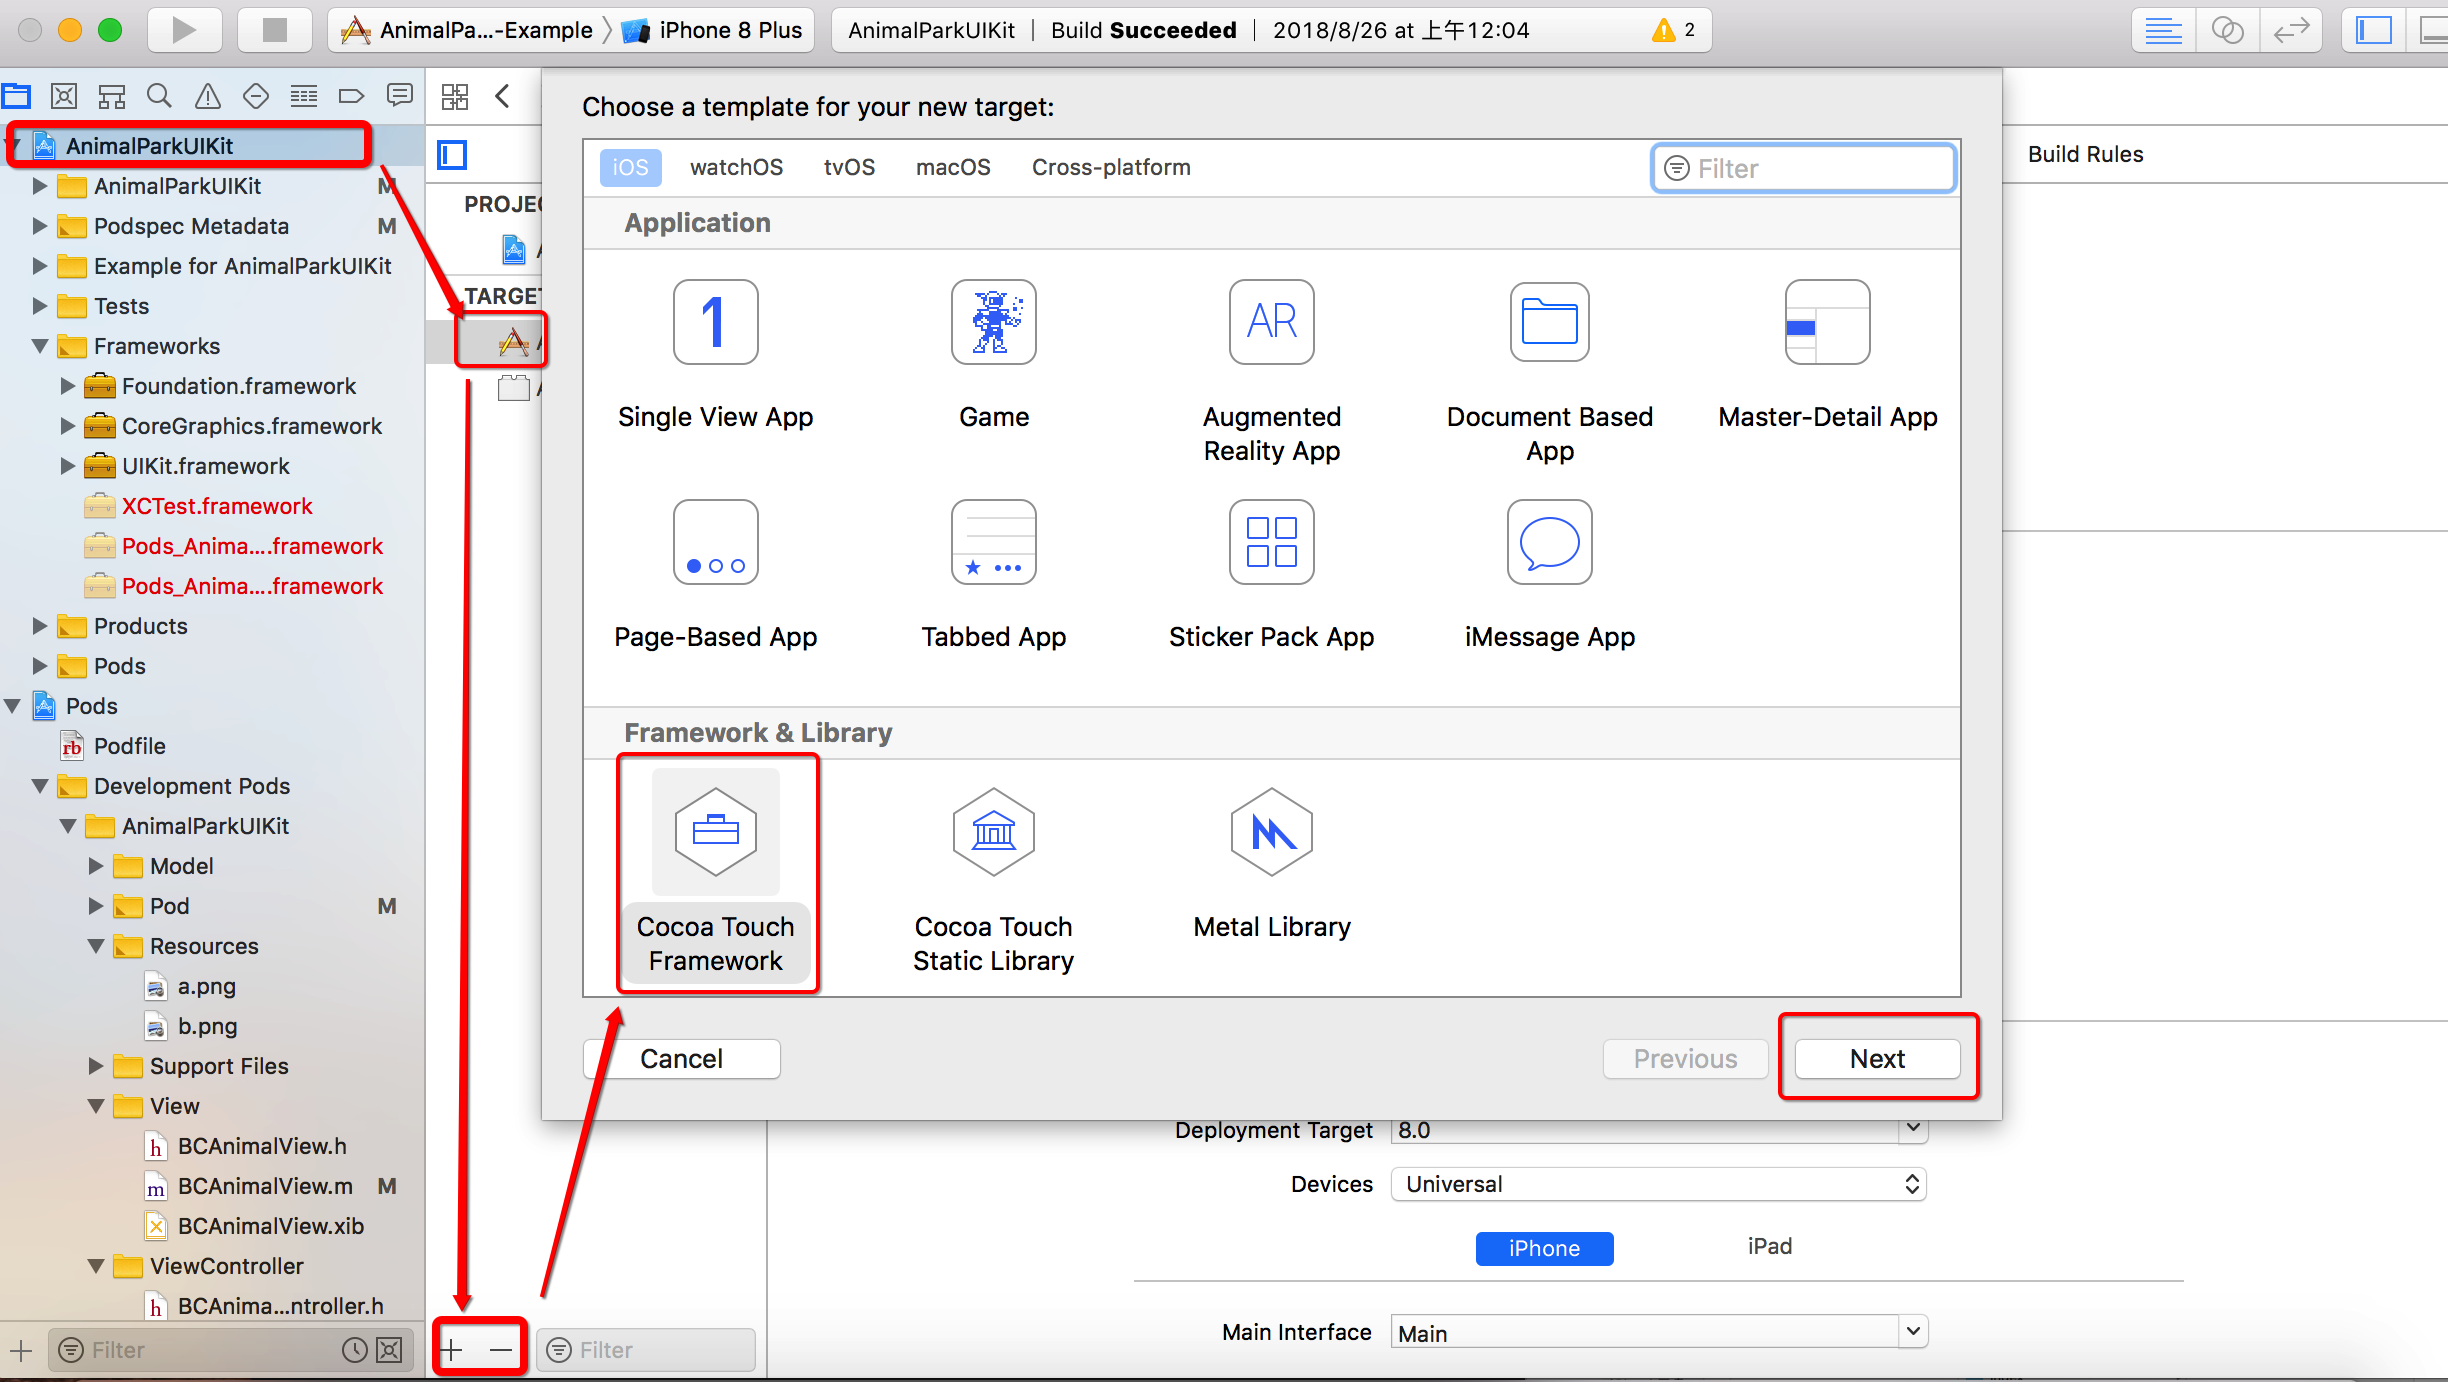 AnimalPa...-Example
iPhone 8 Plus
AnimalParkUIKit
Build Succeeded
2018/8/26 at 上午12:04
2
AnimalParkUIKit
AnimalParkUIKit M
Podspec Metadata M
Example for AnimalParkUIKit
Tests
Frameworks
Foundation.framework
CoreGraphics.framework
UIKit.framework
XCTest.framework
Pods_Anima....framework
Pods_Anima....framework
Products
Pods
Pods
rb Podfile
Development Pods
AnimalParkUIKit
Model
Pod M
Resources
a.png
b.png
Support Files
View
h BCAnimalView.h
m BCAnimalView.m M
BCAnimalView.xib
ViewController
h BCAnima...ntroller.h
Filter
PROJEC
TARGET
Filter
Choose a template for your new target:
iOS watchOS tvOS macOS Cross-platform
Filter
Application
1
AR
Single View App
Game
Augmented
Reality App
Document Based
App
Master-Detail App
Page-Based App
Tabbed App
Sticker Pack App
iMessage App
Framework & Library
Cocoa Touch
Framework
Cocoa Touch
Static Library
Metal Library
Cancel
Previous
Next
Build Rules
Deployment Target 8.0
Devices Universal
iPhone iPad
Main Interface Main